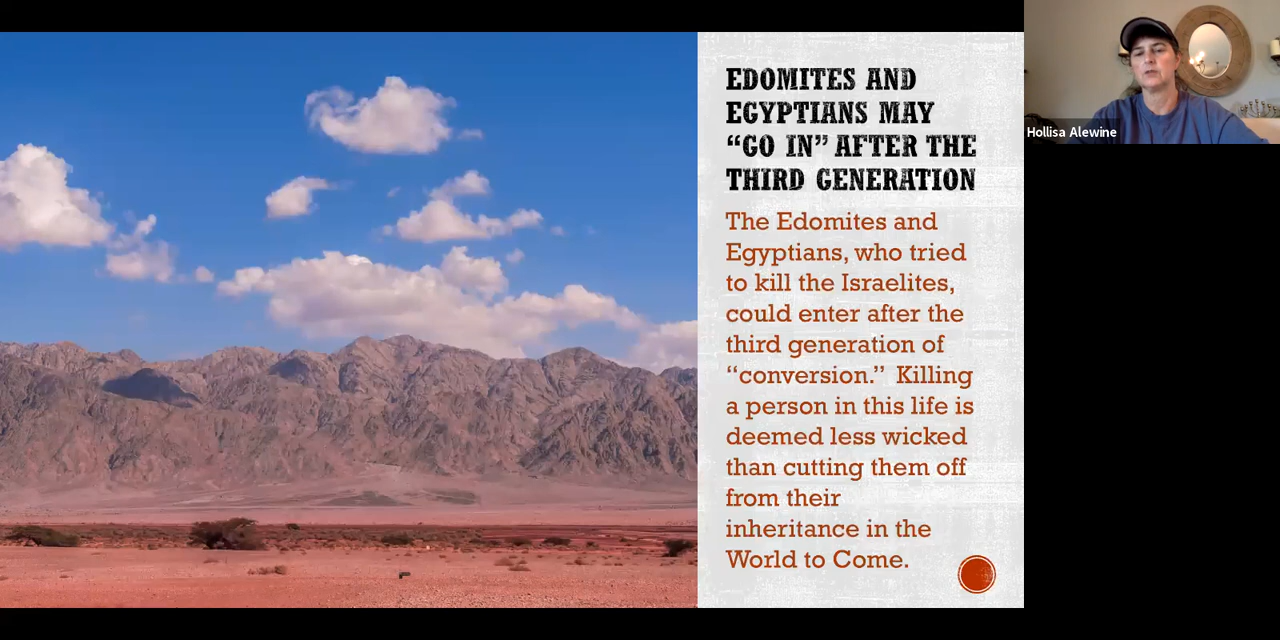 EDOMITES AND
EGYPTIANS MAY
“GO IN” AFTER THE
THIRD GENERATION
The Edomites and
Egyptians, who tried
to kill the Israelites,
could enter after the
third generation of
“conversion.” Killing
a person in this life is
deemed less wicked
than cutting them off
from their
inheritance in the
World to Come.
Hollisa Alewine